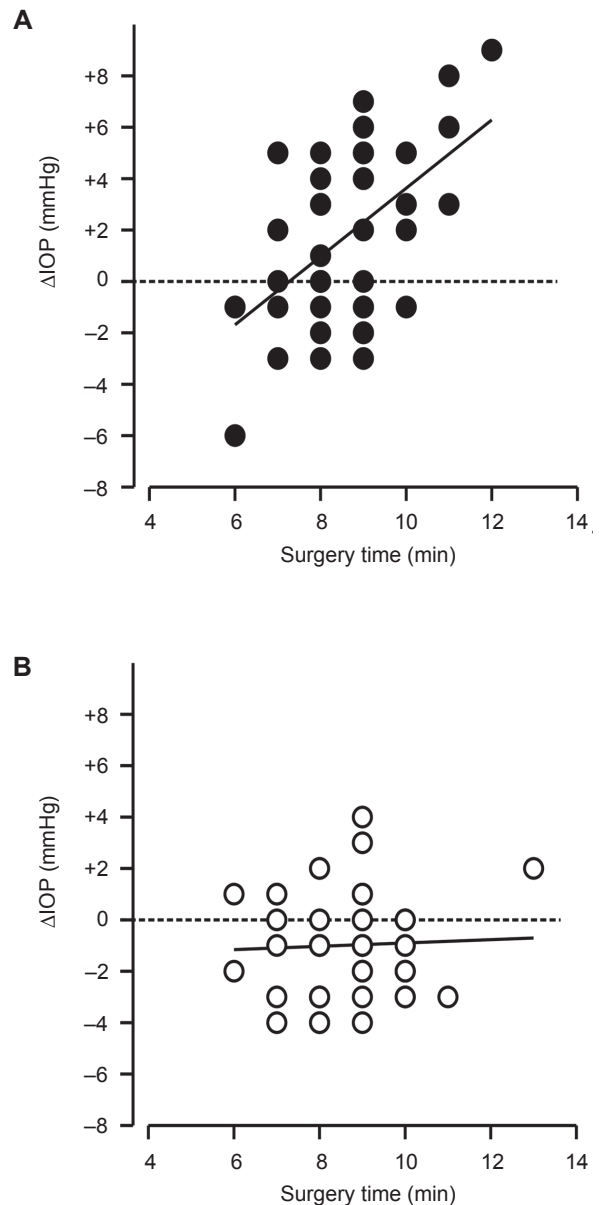 A
+8
+6
+4
+2
0
–2
–4
–6
–8
ΔIOP (mmHg)
4 6 8 10 12 14
Surgery time (min)
B
+8
+6
+4
+2
0
–2
–4
–6
–8
ΔIOP (mmHg)
4 6 8 10 12 14
Surgery time (min)